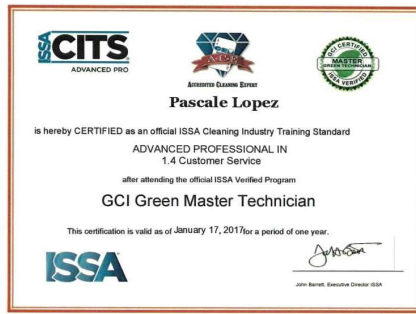 ISSA CITS
ADVANCED PRO
ACE
ACCREDITED CLEANING EXPERT
GCI CERTIFIED
MASTER
GREEN TECHNICIAN
ISSA VERIFIED
Pascale Lopez
is hereby CERTIFIED as an official ISSA Cleaning Industry Training Standard
ADVANCED PROFESSIONAL IN
1.4 Customer Service
after attending the official ISSA Verified Program
GCI Green Master Technician
This certification is valid as of January 17, 2017for a period of one year.
ISSA
John Barrett, Executive Director ISSA